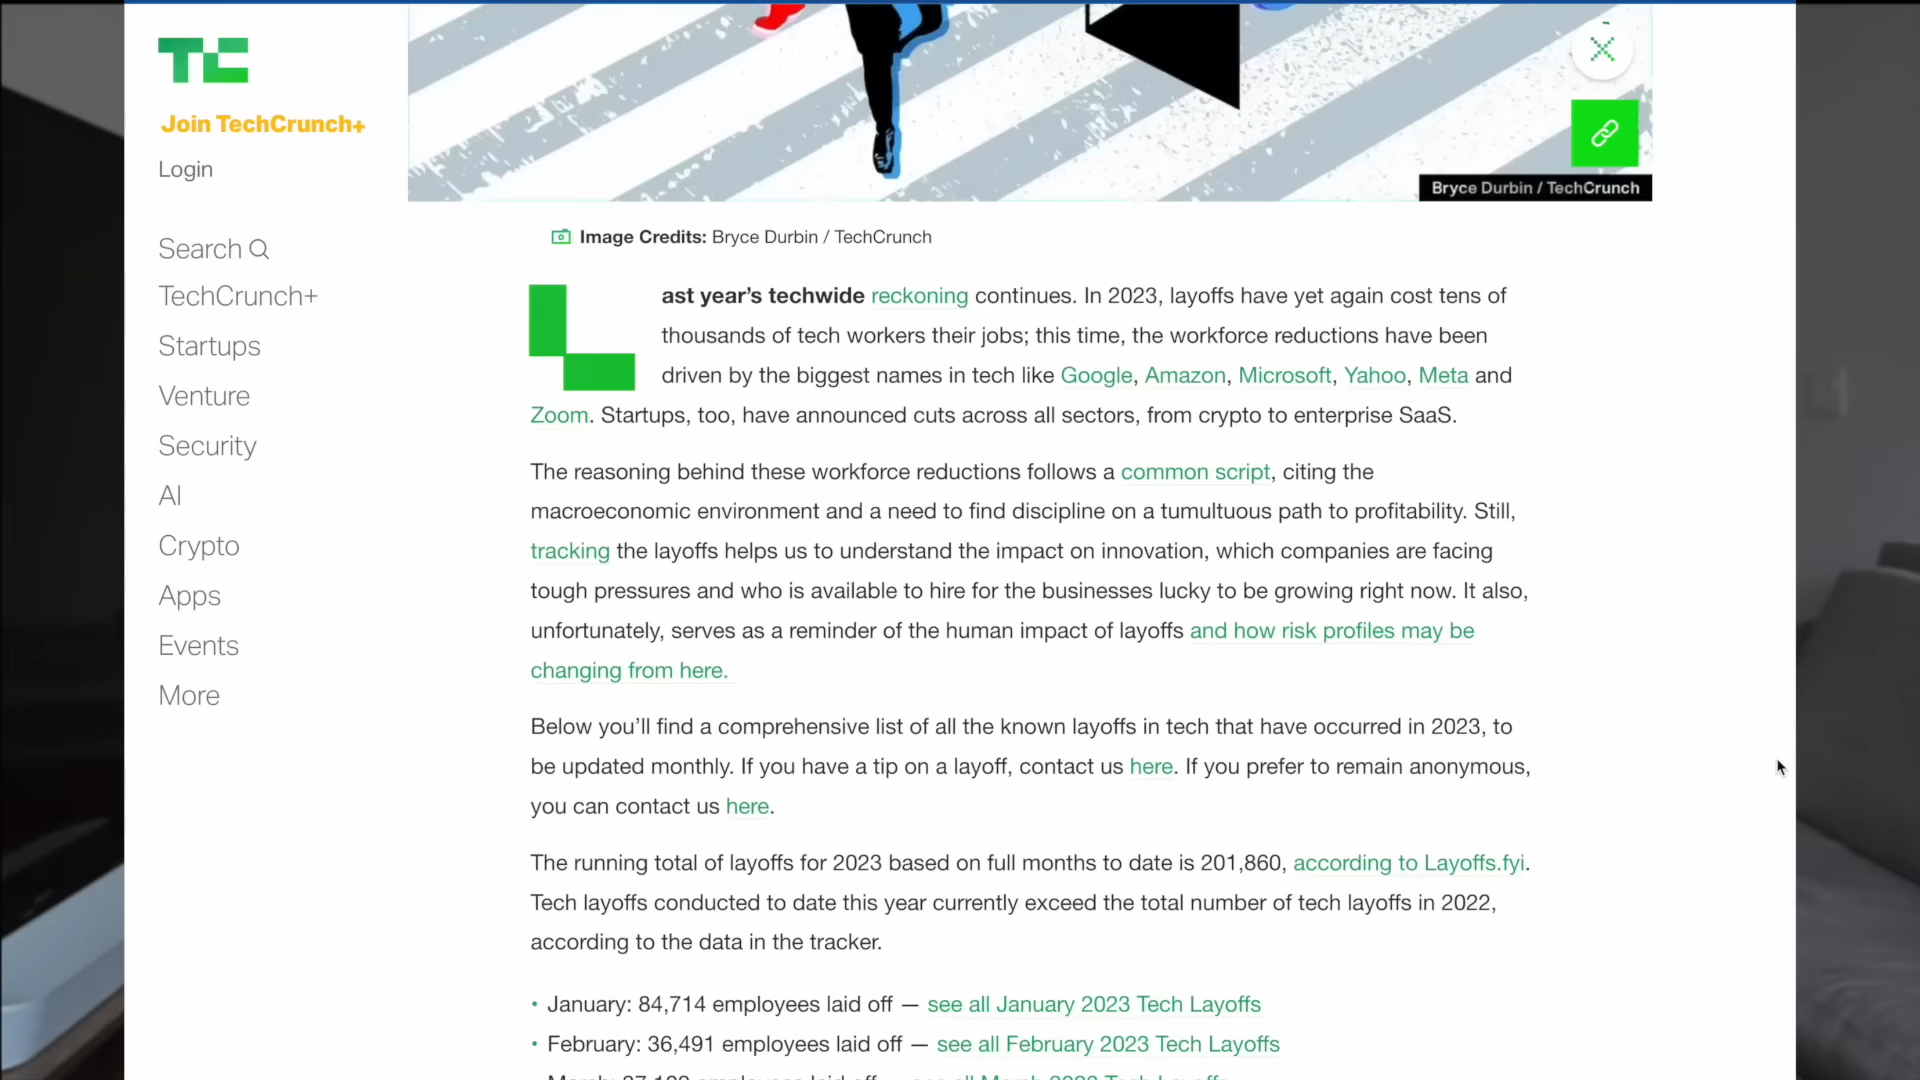 TC
Join TechCrunch+
Login
Search
TechCrunch+
Startups
Venture
Security
AI
Crypto
Apps
Events
More
Bryce Durbin / TechCrunch
Image Credits: Bryce Durbin / TechCrunch
Last year’s techwide reckoning continues. In 2023, layoffs have yet again cost tens of
thousands of tech workers their jobs; this time, the workforce reductions have been
driven by the biggest names in tech like Google, Amazon, Microsoft, Yahoo, Meta and
Zoom. Startups, too, have announced cuts across all sectors, from crypto to enterprise SaaS.
The reasoning behind these workforce reductions follows a common script, citing the
macroeconomic environment and a need to find discipline on a tumultuous path to profitability. Still,
tracking the layoffs helps us to understand the impact on innovation, which companies are facing
tough pressures and who is available to hire for the businesses lucky to be growing right now. It also,
unfortunately, serves as a reminder of the human impact of layoffs and how risk profiles may be
changing from here.
Below you’ll find a comprehensive list of all the known layoffs in tech that have occurred in 2023, to
be updated monthly. If you have a tip on a layoff, contact us here. If you prefer to remain anonymous,
you can contact us here.
The running total of layoffs for 2023 based on full months to date is 201,860, according to Layoffs.fyi.
Tech layoffs conducted to date this year currently exceed the total number of tech layoffs in 2022,
according to the data in the tracker.
• January: 84,714 employees laid off — see all January 2023 Tech Layoffs
• February: 36,491 employees laid off — see all February 2023 Tech Layoffs